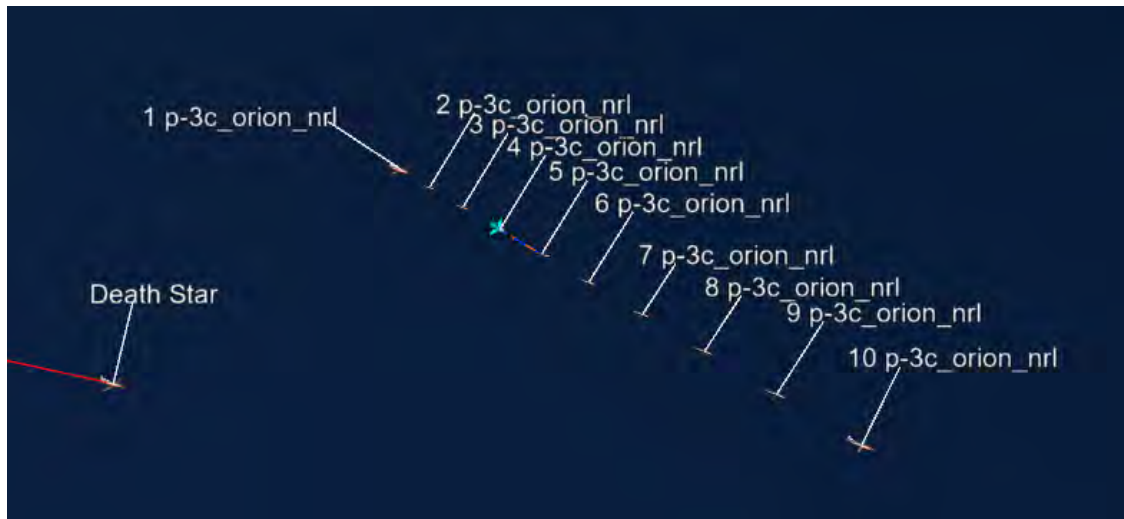 1 p-3c_orion_nrl
2 p-3c_orion_nrl
3 p-3c_orion_nrl
4 p-3c_orion_nrl
5 p-3c_orion_nrl
6 p-3c_orion_nrl
7 p-3c_orion_nrl
8 p-3c_orion_nrl
Death Star
9 p-3c_orion_nrl
10 p-3c_orion_nrl